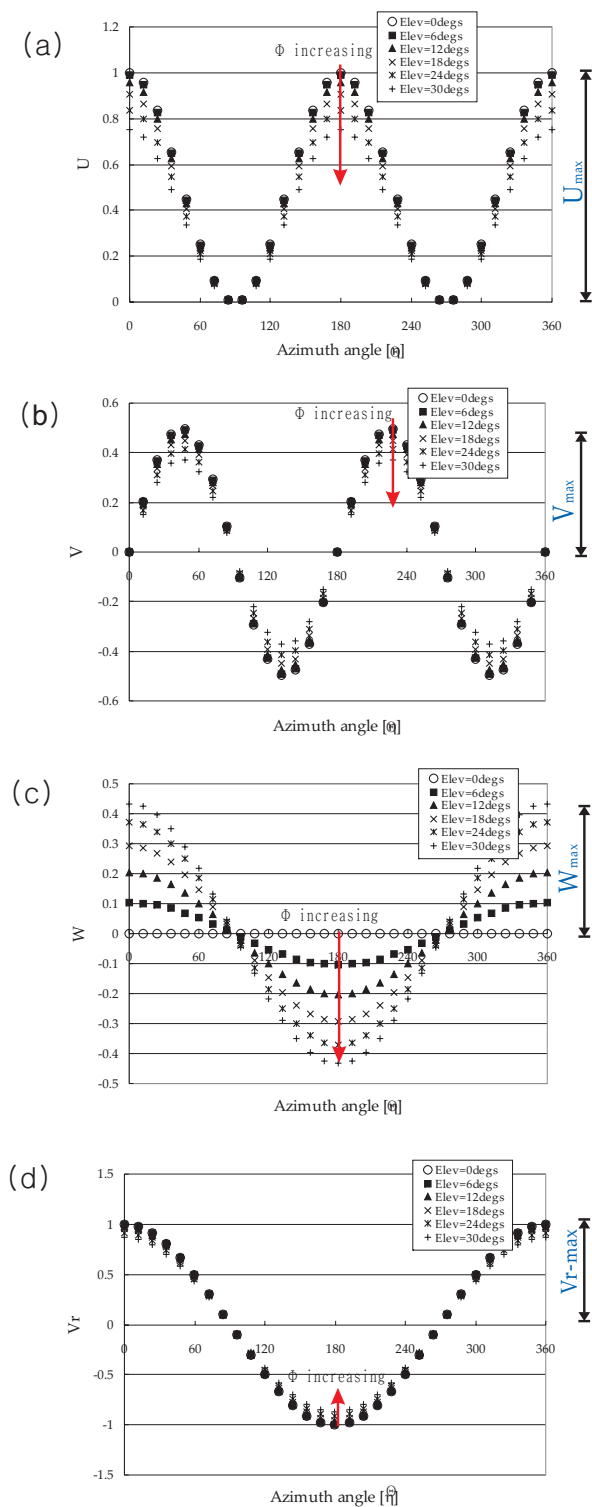 (a)
1.2
1
0.8
0.6
0.4
0.2
0
U
Φ increasing
Elev=0degs
Elev=6degs
Elev=12degs
Elev=18degs
Elev=24degs
Elev=30degs
Umax
0 60 120 180 240 300 360
Azimuth angle
(b)
0.6
0.4
0.2
0
-0.2
-0.4
-0.6
V
Φ increasing
Elev=0degs
Elev=6degs
Elev=12degs
Elev=18degs
Elev=24degs
Elev=30degs
Vmax
0 60 120 180 240 300 360
Azimuth angle
(c)
0.5
0.4
0.3
0.2
0.1
0
-0.1
-0.2
-0.3
-0.4
-0.5
W
Φ increasing
Elev=0degs
Elev=6degs
Elev=12degs
Elev=18degs
Elev=24degs
Elev=30degs
Wmax
0 60 120 180 240 300 360
Azimuth angle
(d)
1.5
1
0.5
0
-0.5
-1
-1.5
Vr
Φ increasing
Elev=0degs
Elev=6degs
Elev=12degs
Elev=18degs
Elev=24degs
Elev=30degs
Vr-max
0 60 120 180 240 300 360
Azimuth angle